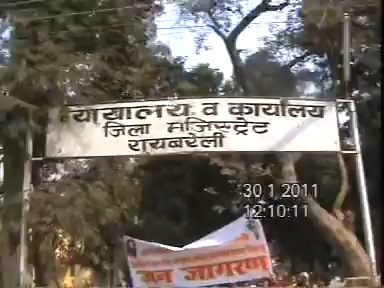 न्यायालय व कार्यालय
जिला मजिस्ट्रेट
रायबरेली
30 1 2011
12:10:11
जन जागरण